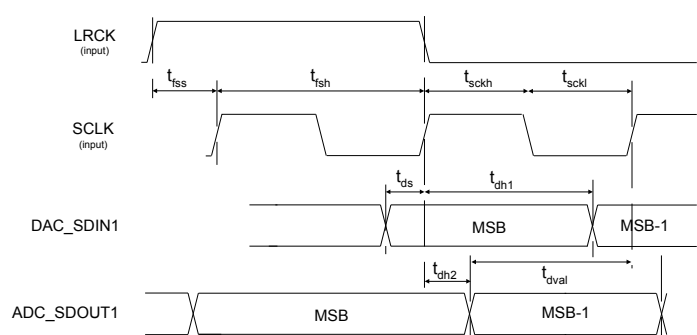 LRCK
(input)
tfss
tfsh
tsckh
tsckl
SCLK
(input)
tds
tdh1
DAC_SDIN1
MSB
MSB-1
tdh2
tdval
ADC_SDOUT1
MSB
MSB-1